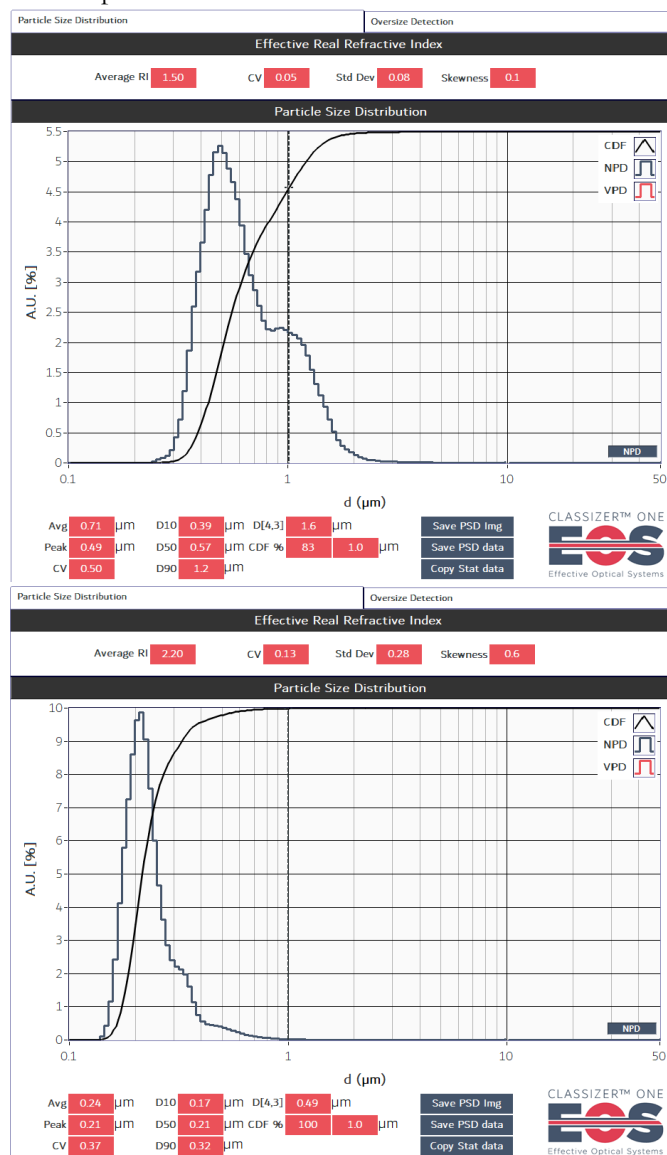 Particle Size Distribution Oversize Detection
Effective Real Refractive Index
Average RI 1.50 CV 0.05 Std Dev 0.08 Skewness 0.1
Particle Size Distribution
5.5
CDF
5
NPD
4.5
VPD
4
3.5
3
A.U. [%]
2.5
2
1.5
1
0.5
NPD
0
0.1 1 10 50
d (µm)
Avg 0.71 µm D10 0.39 µm D[4,3] 1.6 µm Save PSD Img
Peak 0.49 µm D50 0.57 µm CDF % 83 1.0 µm Save PSD data
CV 0.50 D90 1.2 µm Copy Stat data
CLASSIZER™ ONE
EOS
Effective Optical Systems
Particle Size Distribution Oversize Detection
Effective Real Refractive Index
Average RI 2.20 CV 0.13 Std Dev 0.28 Skewness 0.6
Particle Size Distribution
10
CDF
9
NPD
8
VPD
7
6
A.U. [%]
5
4
3
2
1
NPD
0
0.1 1 10 50
d (µm)
Avg 0.24 µm D10 0.17 µm D[4,3] 0.49 µm Save PSD Img
Peak 0.21 µm D50 0.21 µm CDF % 100 1.0 µm Save PSD data
CV 0.37 D90 0.32 µm Copy Stat data
CLASSIZER™ ONE
EOS
Effective Optical Systems